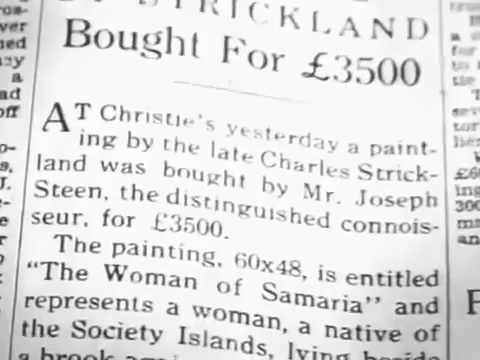 STRICKLAND
Bought For £3500
AT Christie's yesterday a paint-
ing by the late Charles Strick-
land was bought by Mr. Joseph
Steen, the distinguished connois-
seur, for £3500.
The painting, 60x48, is entitled
"The Woman of Samaria" and
represents a woman, a native of
the Society Islands, lying beside
a brook